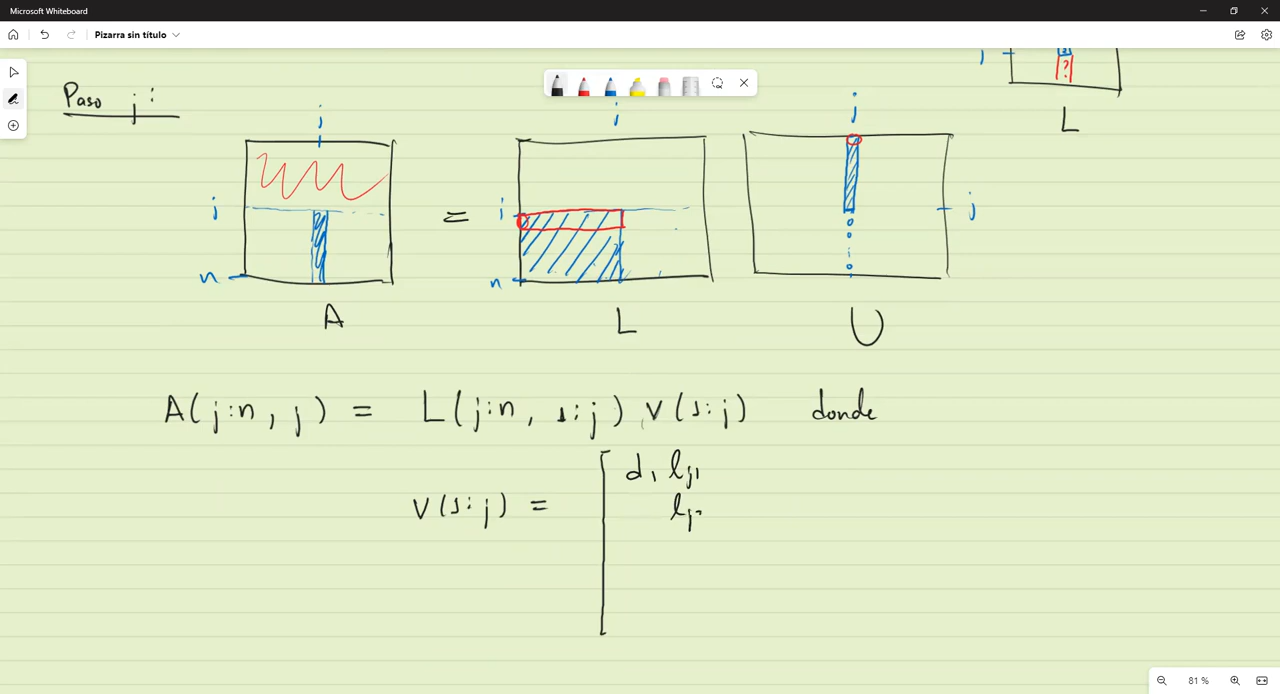 Microsoft Whiteboard
Pizarra sin título
Paso j:
j j j
j ?
L
j = j j
n n
A L U
A(j:n, j) = L(j:n, 1:j) v(1:j) donde
v(1:j) = [ d1 lj1
lj2
81 %